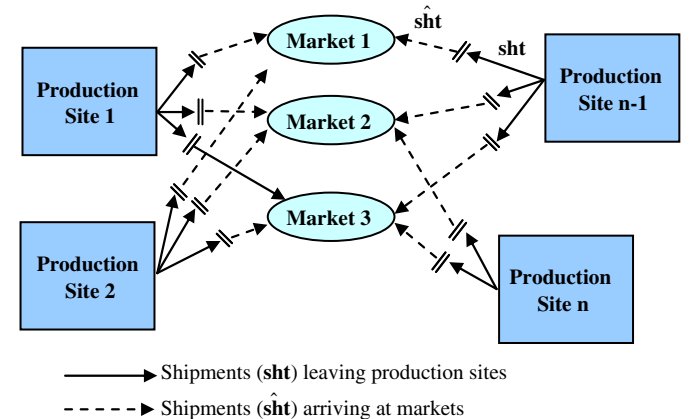 Market 1
Market 2
Market 3
Production
Site 1
Production
Site 2
ŝht
sht
Production
Site n-1
Production
Site n
Shipments (sht) leaving production sites
Shipments (ŝht) arriving at markets